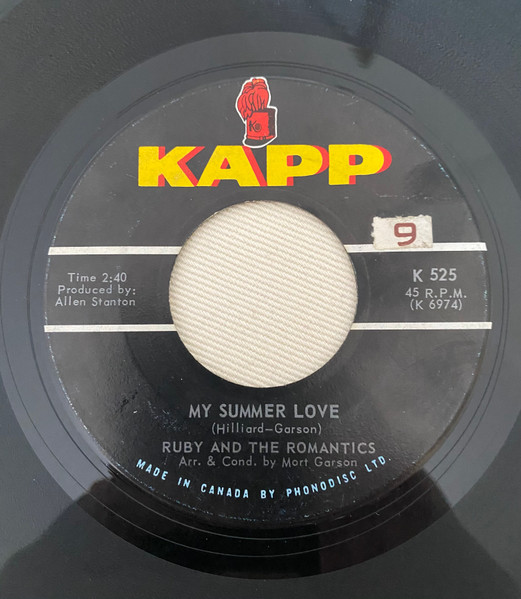 KAPP
9
Time 2:40
Produced by:
Allen Stanton
K 525
45 R.P.M.
(K 6974)
MY SUMMER LOVE
(Hilliard-Garson)
RUBY AND THE ROMANTICS
Arr. & Cond. by Mort Garson
MADE IN CANADA BY PHONODISC LTD.